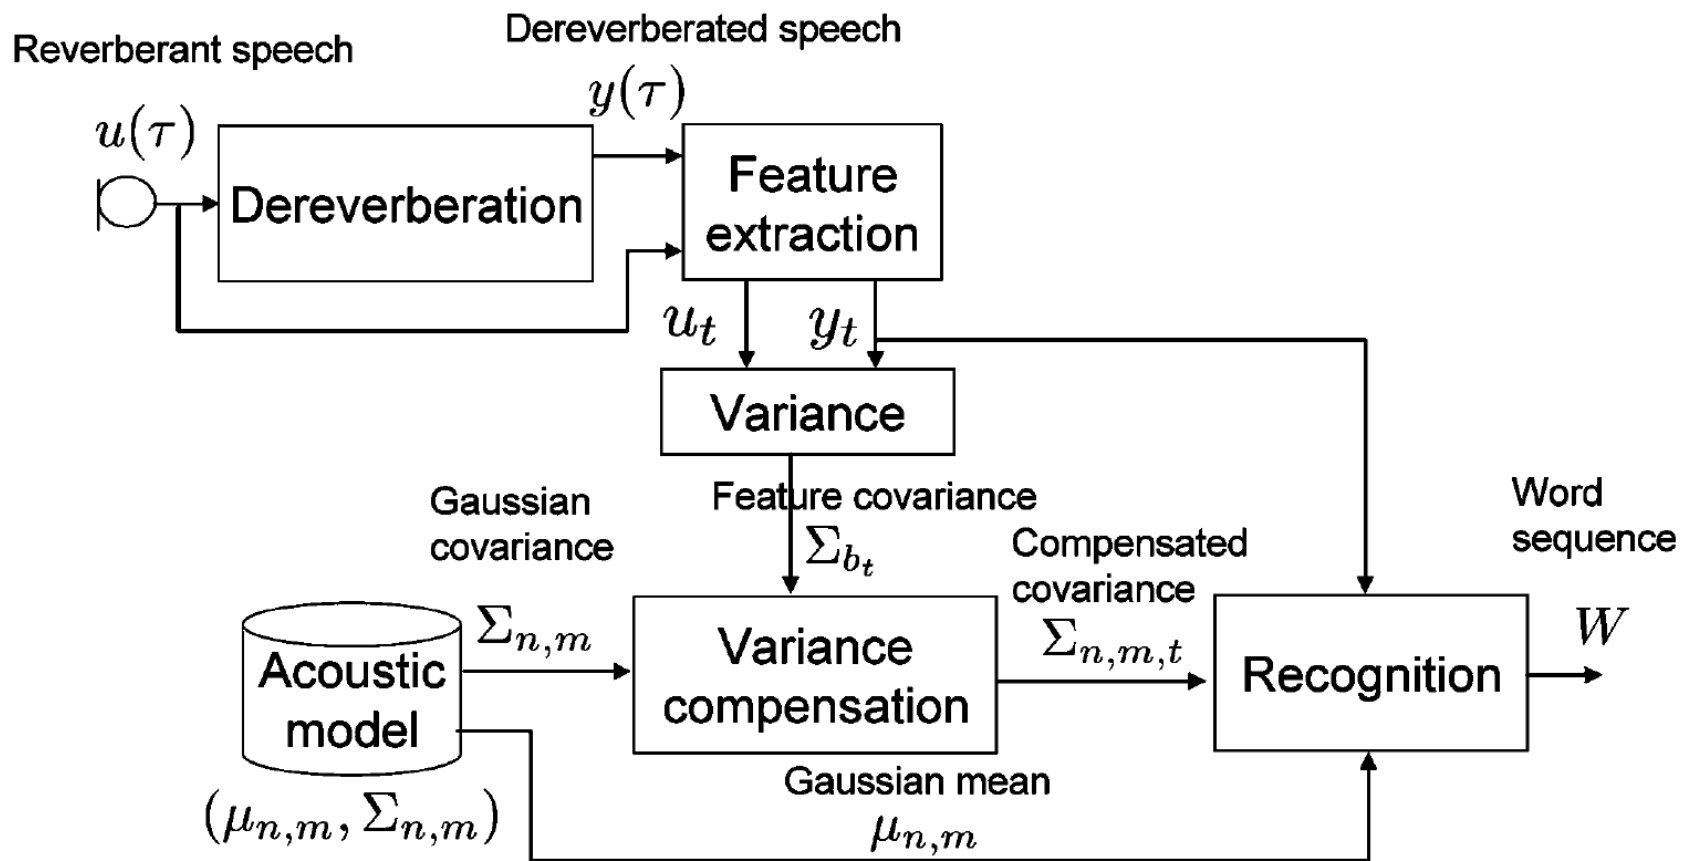 Dereverberated speech
Reverberant speech
y(τ)
u(τ)
Dereverberation
Feature
extraction
u_t
y_t
Variance
Gaussian
covariance
Feature covariance
Σ_{b_t}
Compensated
covariance
Word
sequence
Σ_{n,m}
Σ_{n,m,t}
W
Acoustic
model
Variance
compensation
Recognition
(μ_{n,m}, Σ_{n,m})
Gaussian mean
μ_{n,m}